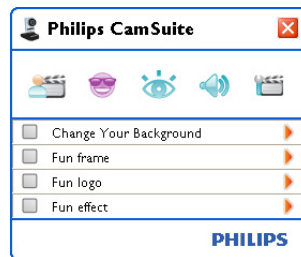 Philips CamSuite
Change Your Background
Fun frame
Fun logo
Fun effect
PHILIPS